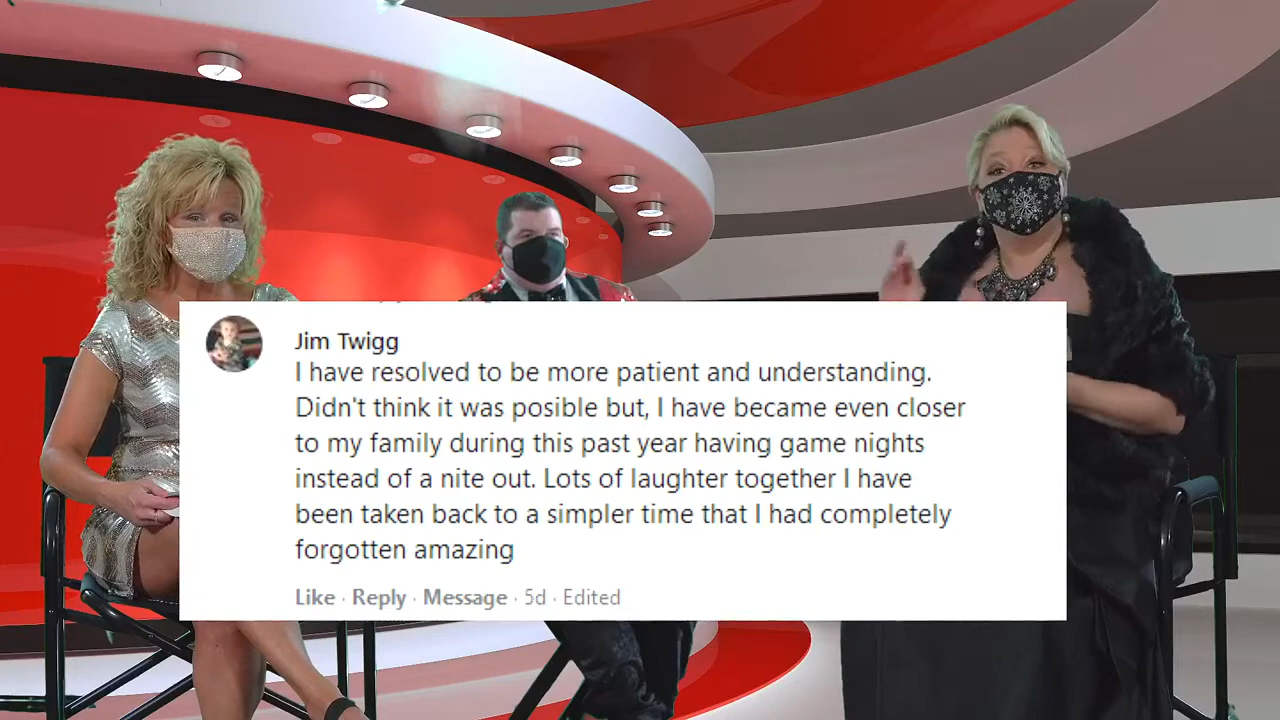 Jim Twigg
I have resolved to be more patient and understanding.
Didn't think it was posible but, I have became even closer
to my family during this past year having game nights
instead of a nite out. Lots of laughter together I have
been taken back to a simpler time that I had completely
forgotten amazing
Like · Reply · Message · 5d · Edited